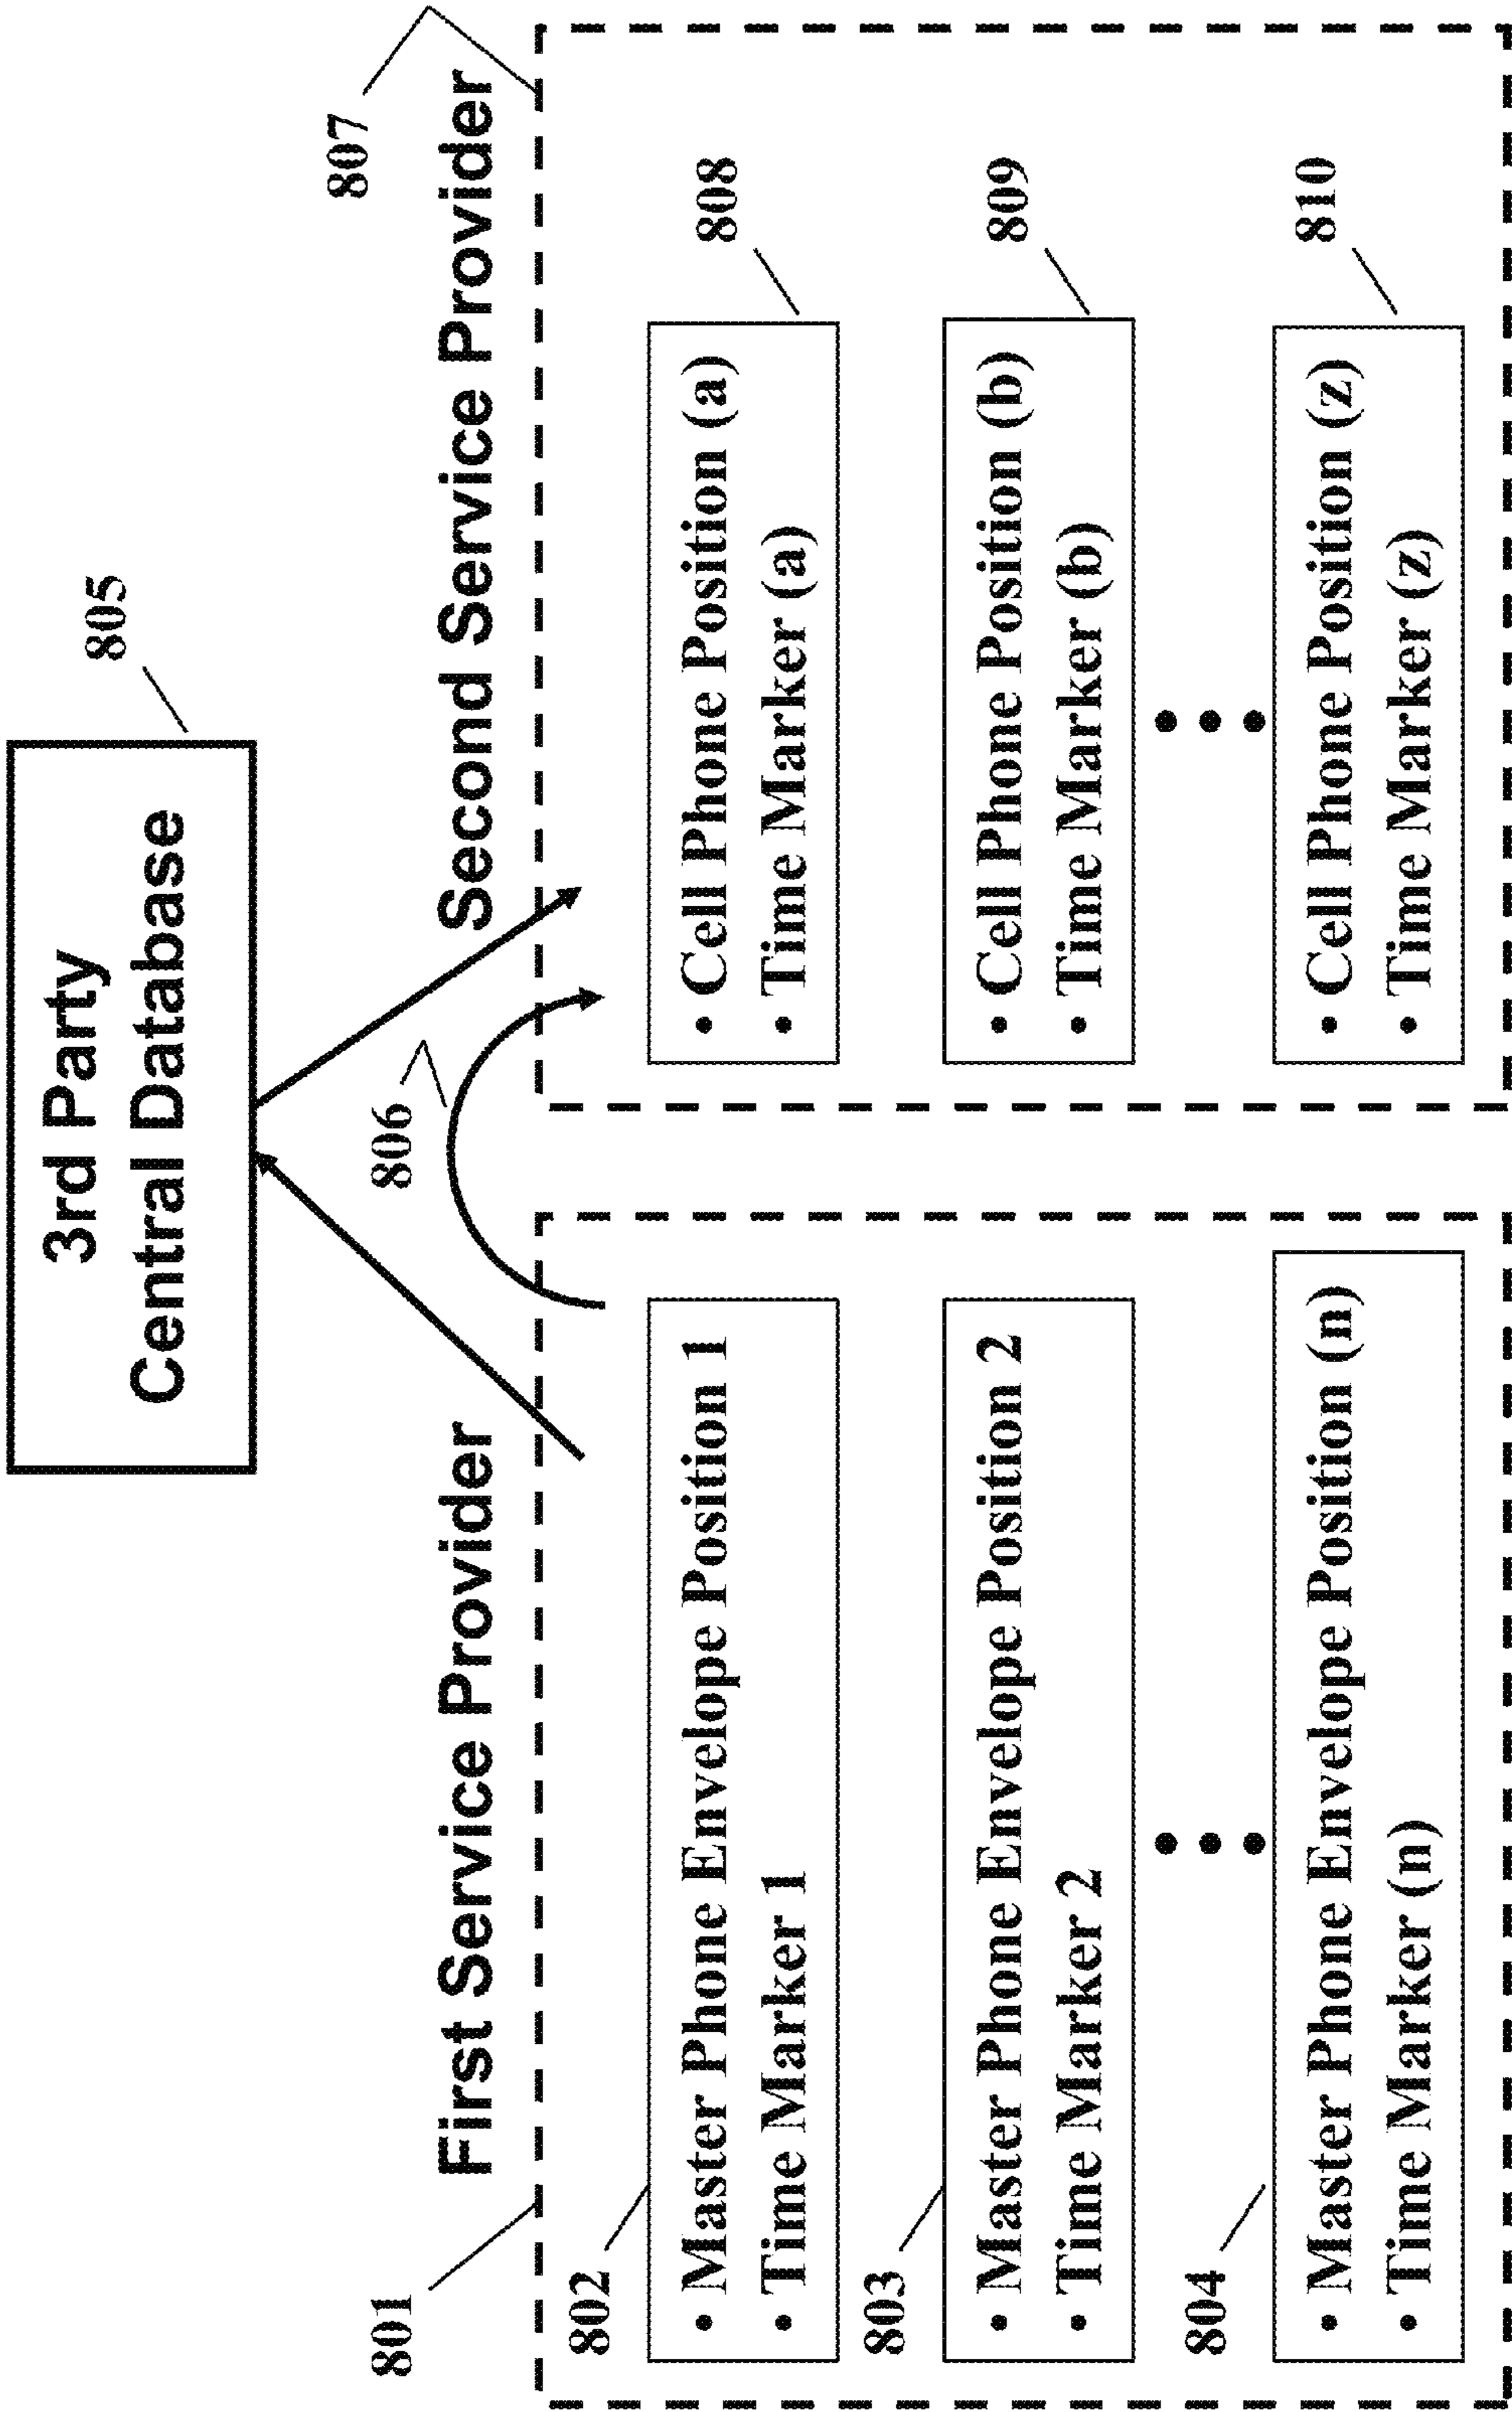 3rd Party
Central Database
805
First Service Provider
Second Service Provider
801
806
807
802
• Master Phone Envelope Position 1
• Time Marker 1
803
• Master Phone Envelope Position 2
• Time Marker 2
804
• Master Phone Envelope Position (n)
• Time Marker (n)
• Cell Phone Position (a)
• Time Marker (a)
808
• Cell Phone Position (b)
• Time Marker (b)
809
• Cell Phone Position (z)
• Time Marker (z)
810